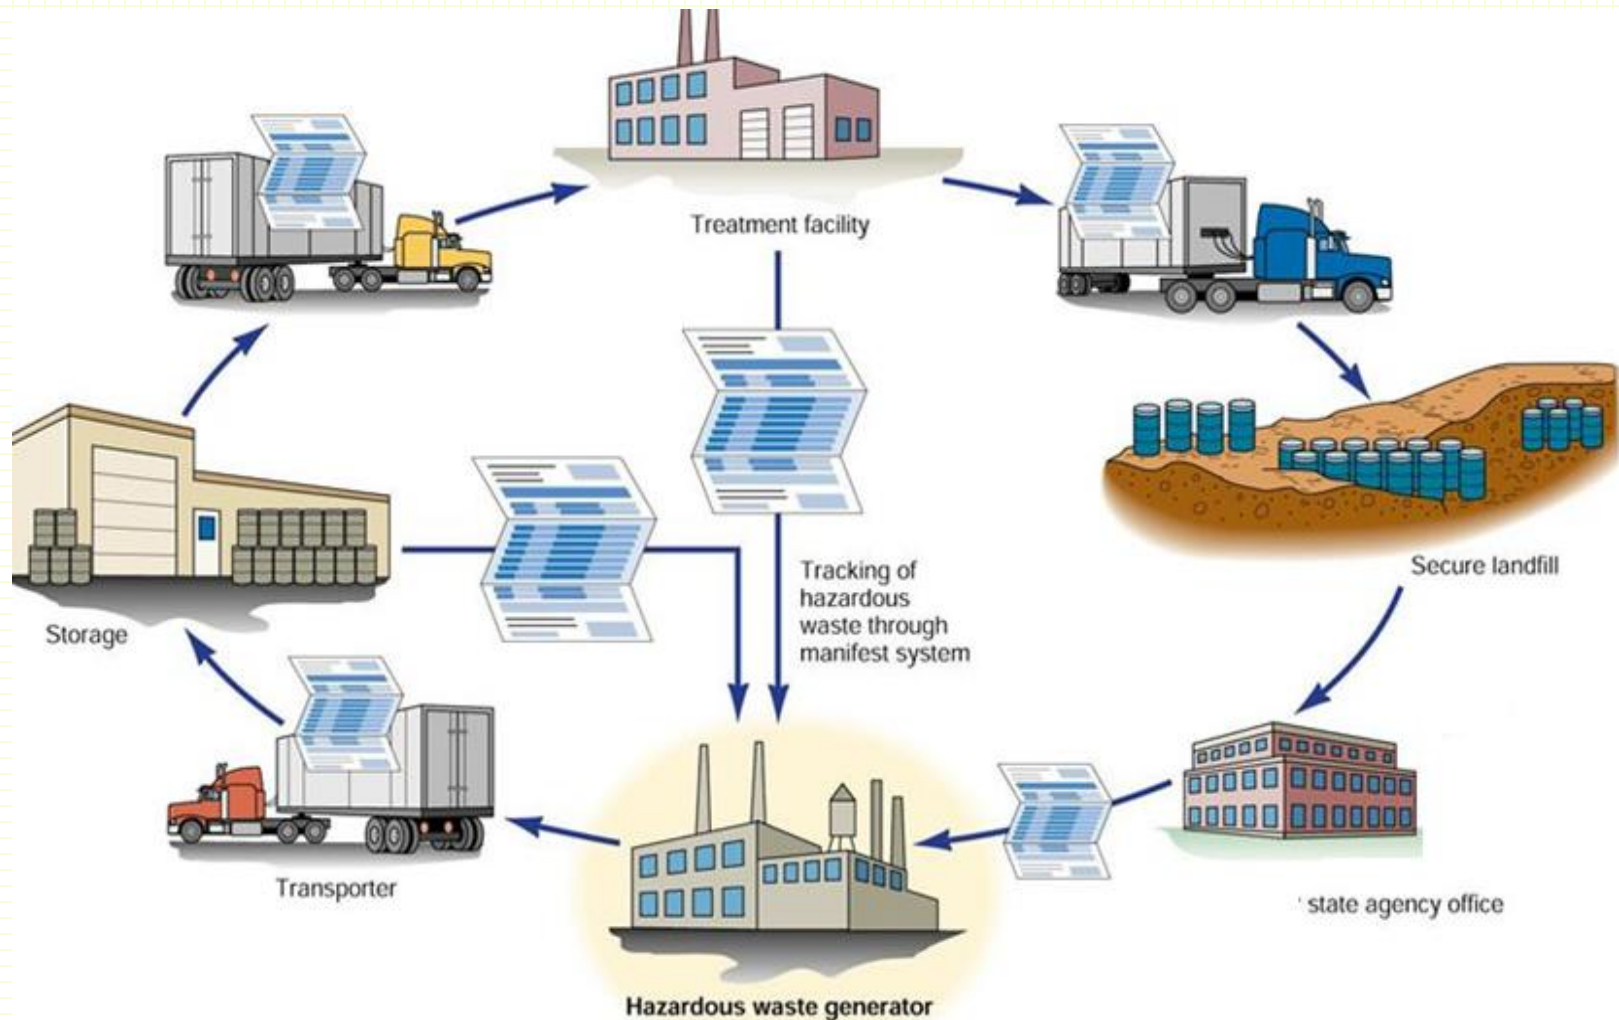 Treatment facility
Secure landfill
Tracking of
hazardous
waste through
manifest system
Storage
Transporter
state agency office
Hazardous waste generator